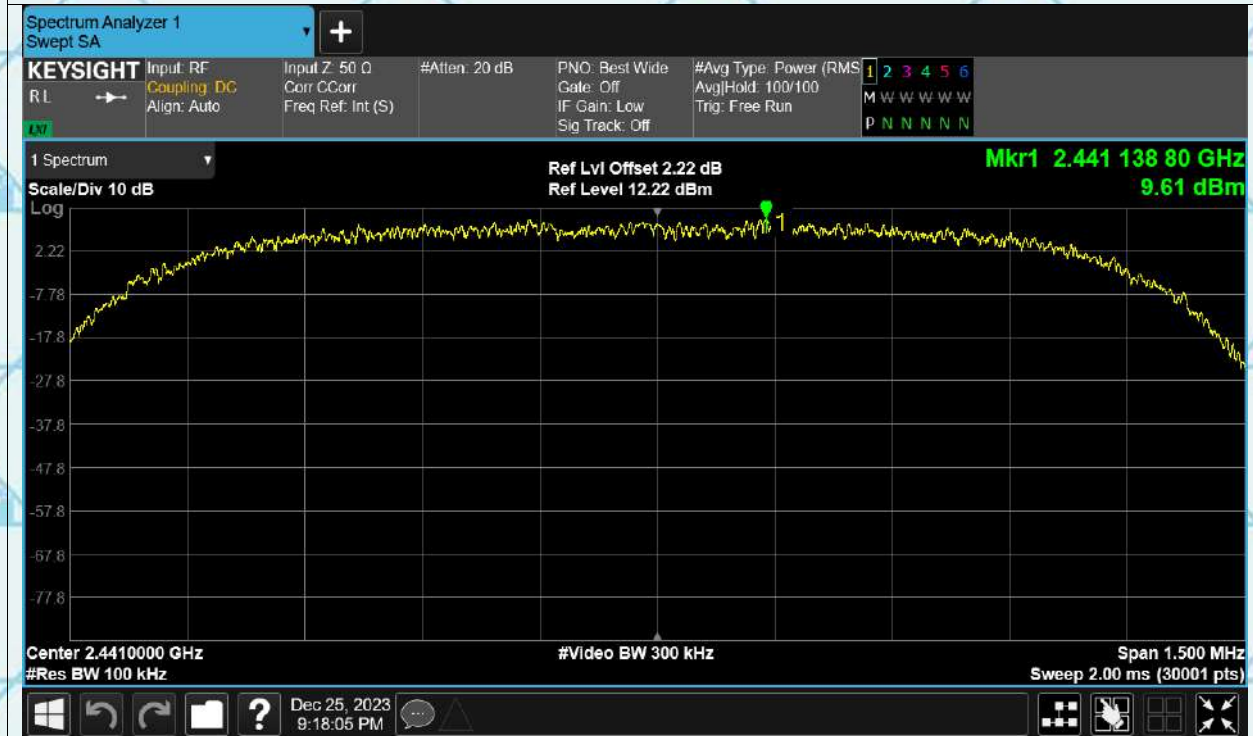 Spectrum Analyzer 1
Swept SA
+
KEYSIGHT
RL
LXI
Input: RF
Coupling: DC
Align: Auto
Input Z: 50 Ω
Corr CCorr
Freq Ref: Int (S)
#Atten: 20 dB
PNO: Best Wide
Gate: Off
IF Gain: Low
Sig Track: Off
#Avg Type: Power (RMS
Avg|Hold: 100/100
Trig: Free Run
1 2 3 4 5 6
M W W W W W
P N N N N N
1 Spectrum
Scale/Div 10 dB
Log
Ref Lvl Offset 2.22 dB
Ref Level 12.22 dBm
Mkr1 2.441 138 80 GHz
9.61 dBm
1
2.22
-7.78
-17.8
-27.8
-37.8
-47.8
-57.8
-67.8
-77.8
Center 2.4410000 GHz
#Res BW 100 kHz
#Video BW 300 kHz
Span 1.500 MHz
Sweep 2.00 ms (30001 pts)
?
Dec 25, 2023
9:18:05 PM